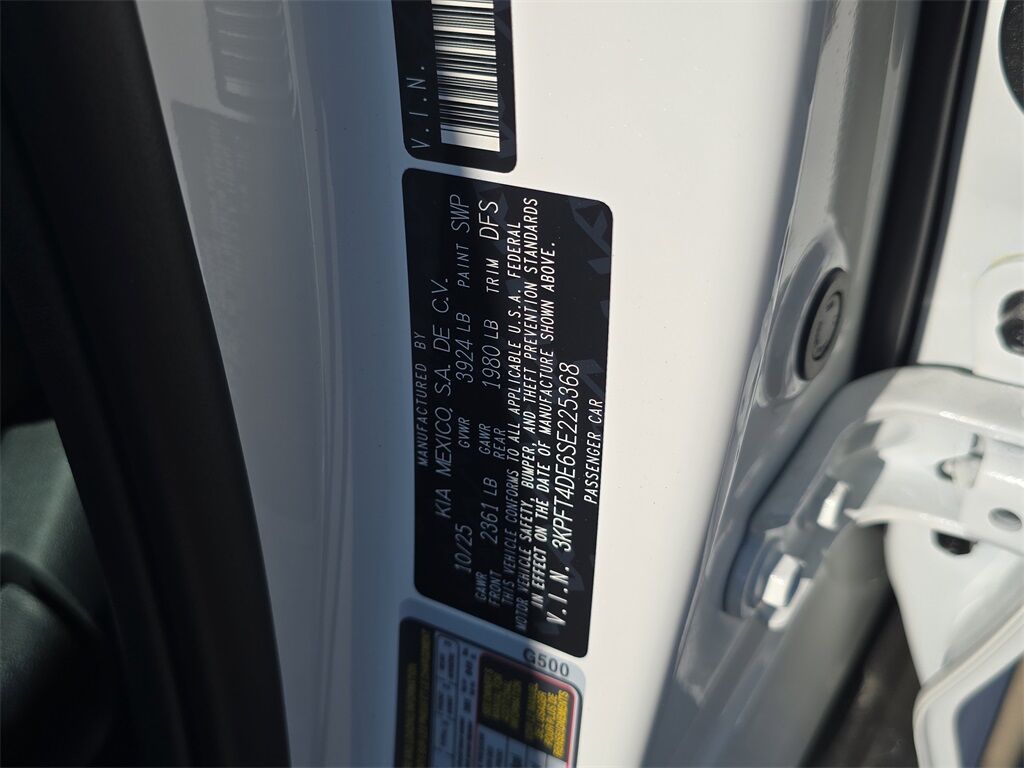 V.I.N.
MANUFACTURED BY
KIA MEXICO, S.A. DE C.V.
10/25 GVWR 3924 LB PAINT SWP
GAWR FRONT 2361 LB GAWR REAR 1980 LB TRIM DFS
THIS VEHICLE CONFORMS TO ALL APPLICABLE U.S.A. FEDERAL
MOTOR VEHICLE SAFETY, BUMPER, AND THEFT PREVENTION STANDARDS
IN EFFECT ON THE DATE OF MANUFACTURE SHOWN ABOVE.
V.I.N. 3KPFT4DE6SE225368
PASSENGER CAR
G500